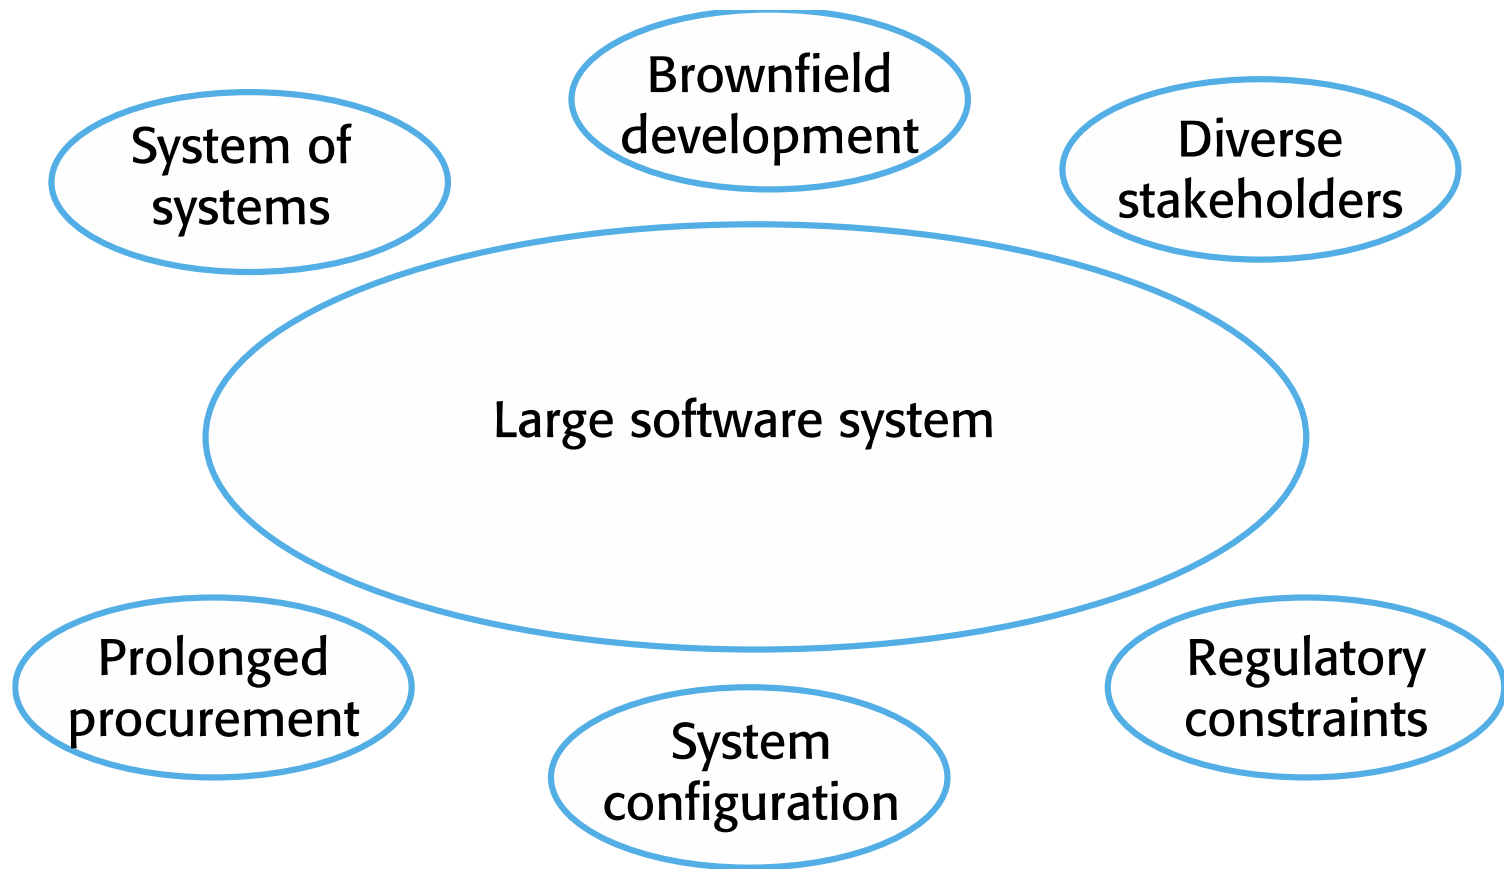 Brownfield
development
System of
systems
Diverse
stakeholders
Large software system
Prolonged
procurement
System
configuration
Regulatory
constraints